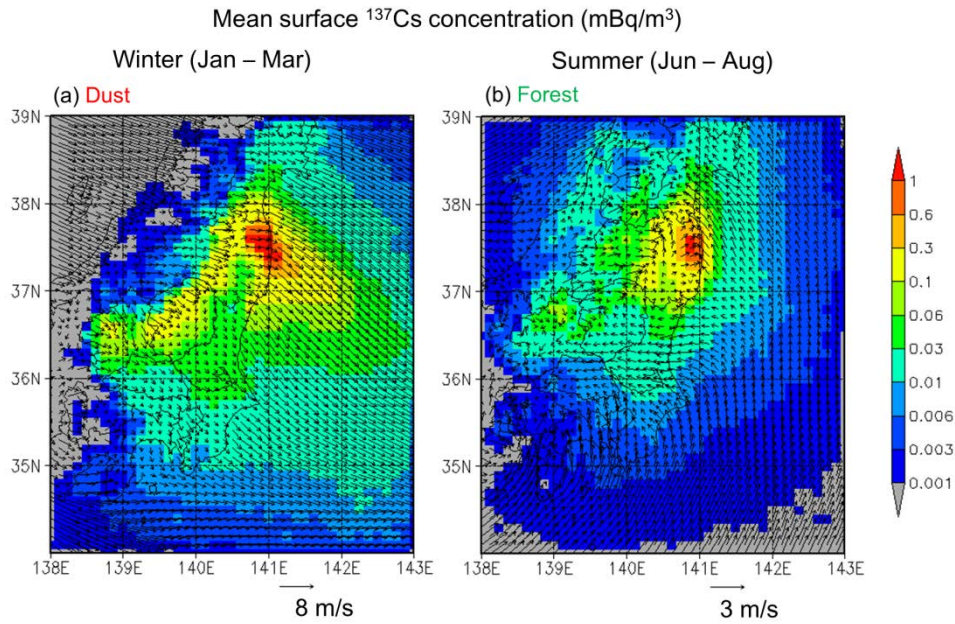 Mean surface ¹³⁷Cs concentration (mBq/m³)
Winter (Jan – Mar)
Summer (Jun – Aug)
(a) Dust
(b) Forest
39N
38N
37N
36N
35N
138E
139E
140E
141E
142E
143E
8 m/s
39N
38N
37N
36N
35N
138E
139E
140E
141E
142E
143E
3 m/s
1
0.6
0.3
0.1
0.06
0.03
0.01
0.006
0.003
0.001